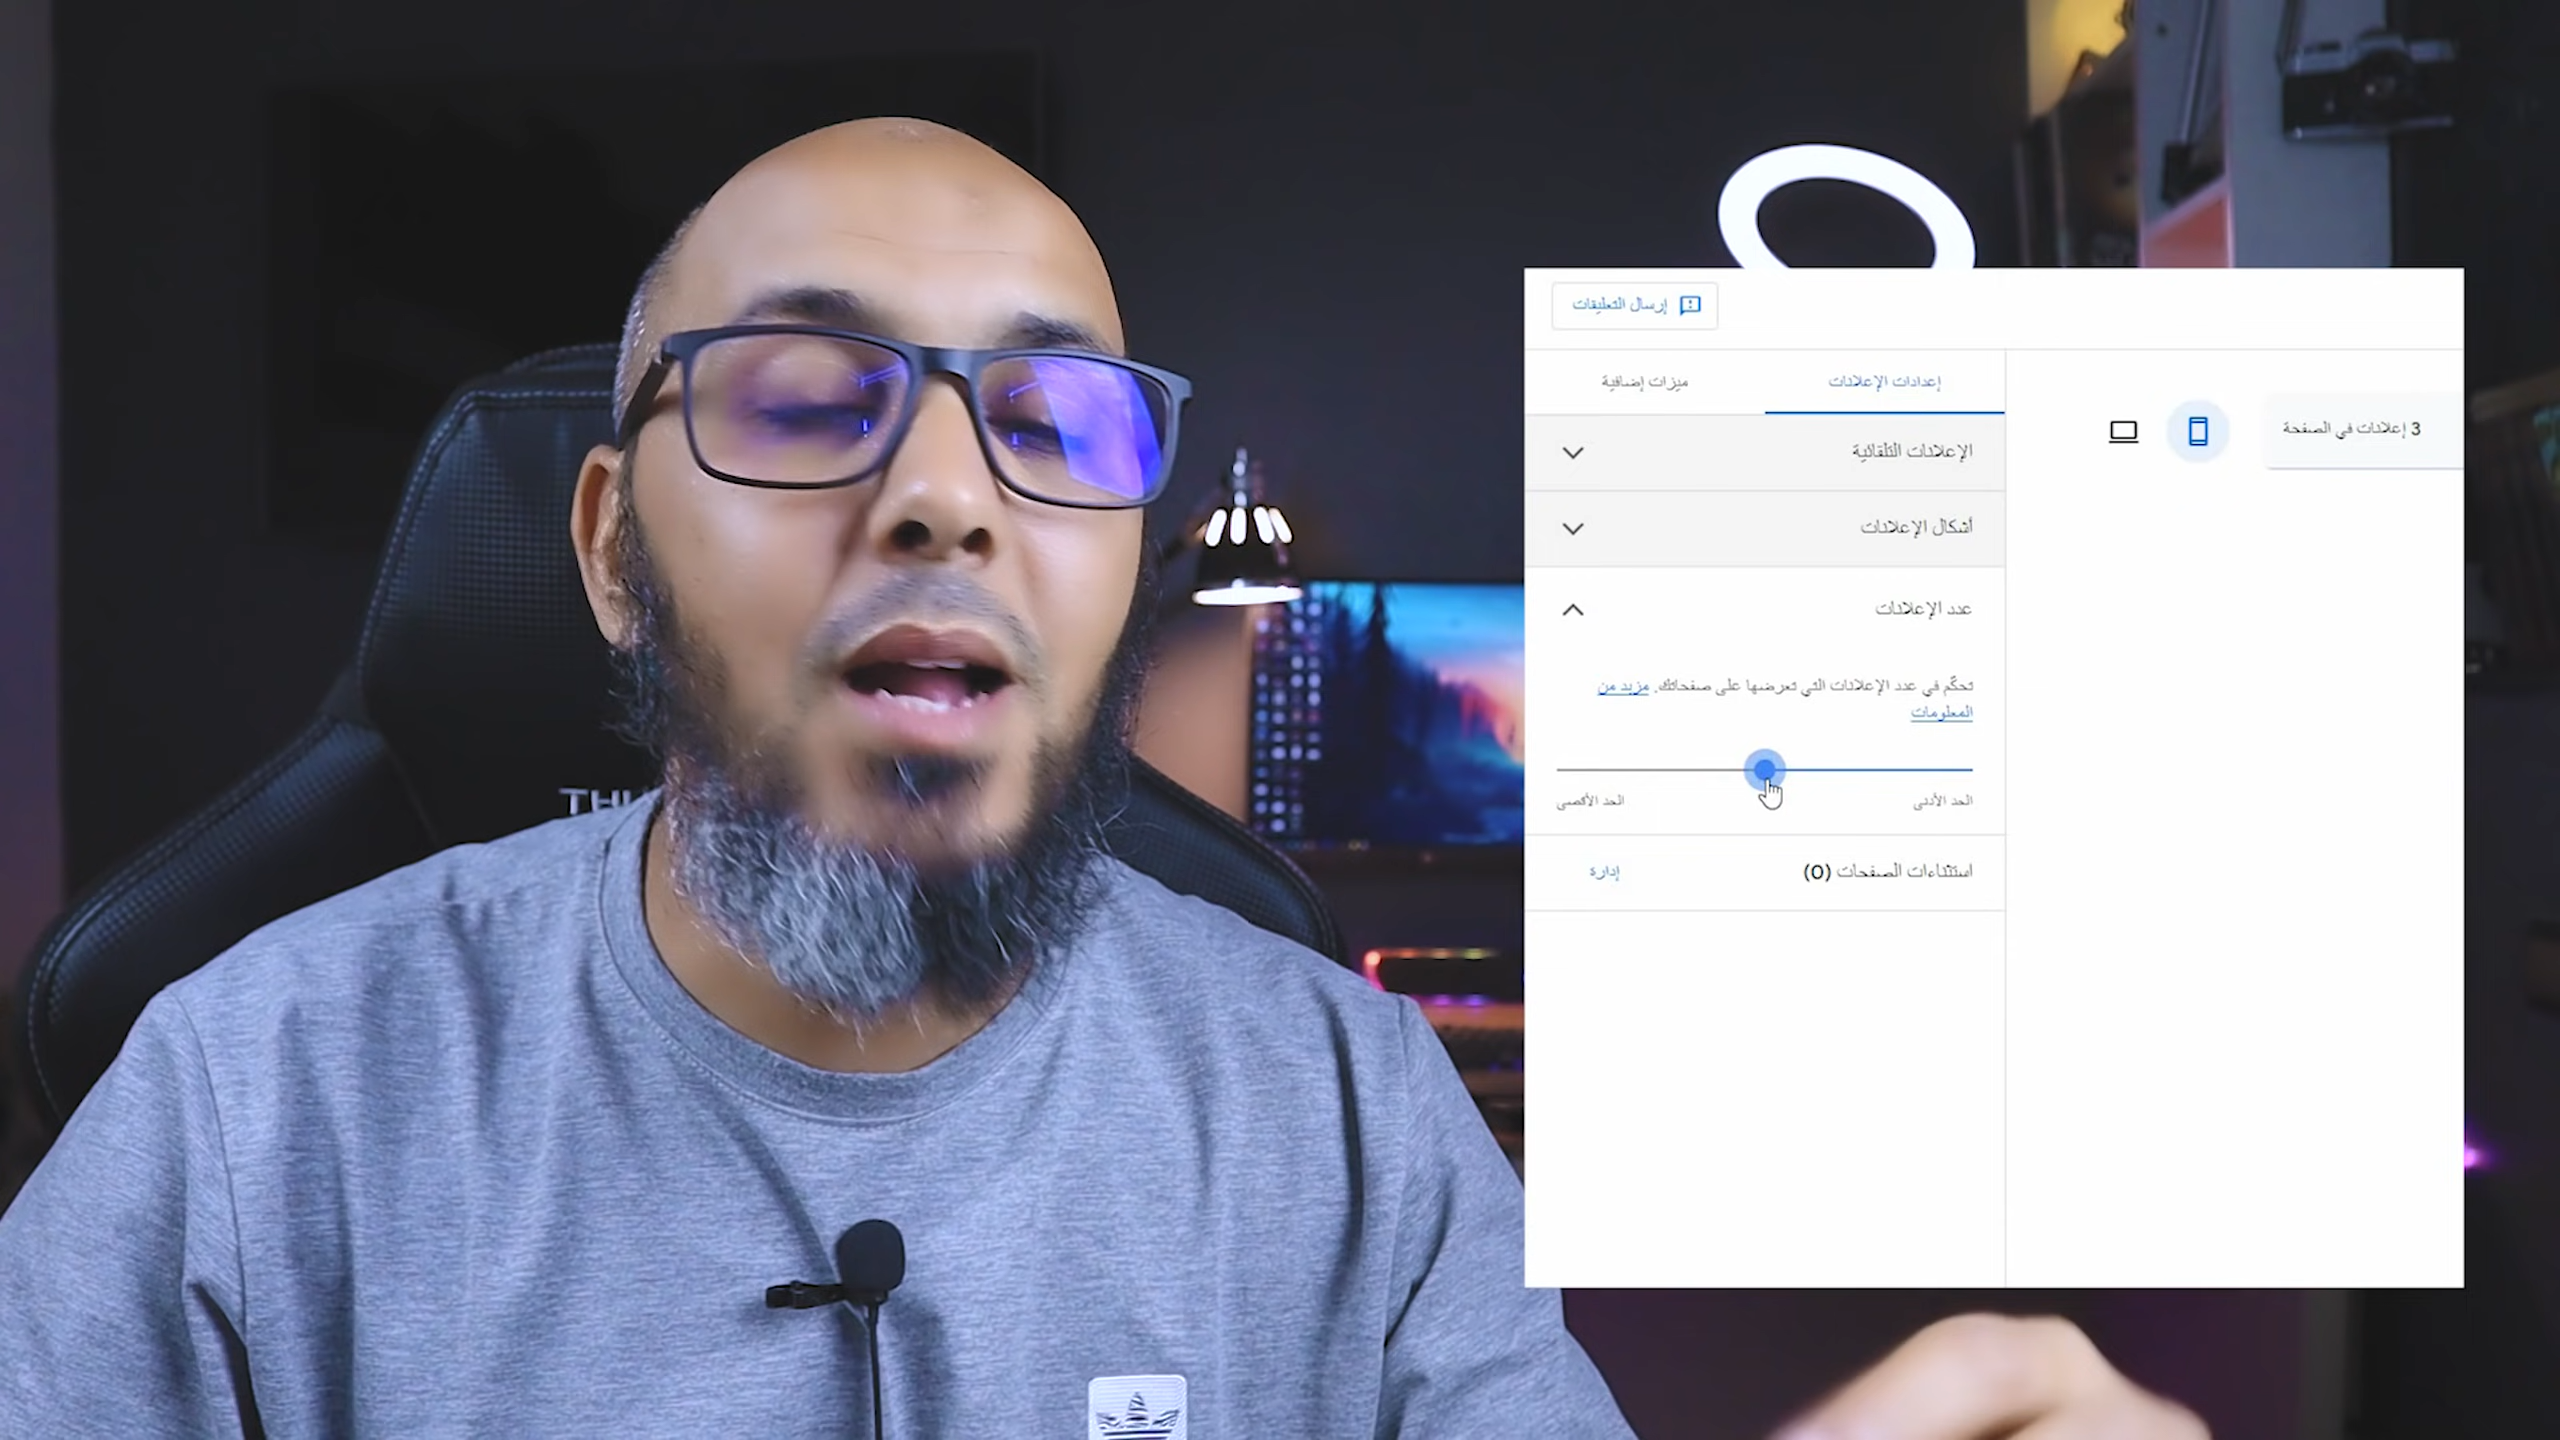 إرسال التعليقات
إعدادات الإعلانات
ميزات إضافية
3 إعلانات في الصفحة
الإعلانات التلقائية
أشكال الإعلانات
عدد الإعلانات
تحكّم في عدد الإعلانات التي تعرضها على صفحاتك. مزيد من
المعلومات
الحد الأدنى
الحد الأقصى
استثناءات الصفحات (0)
إدارة